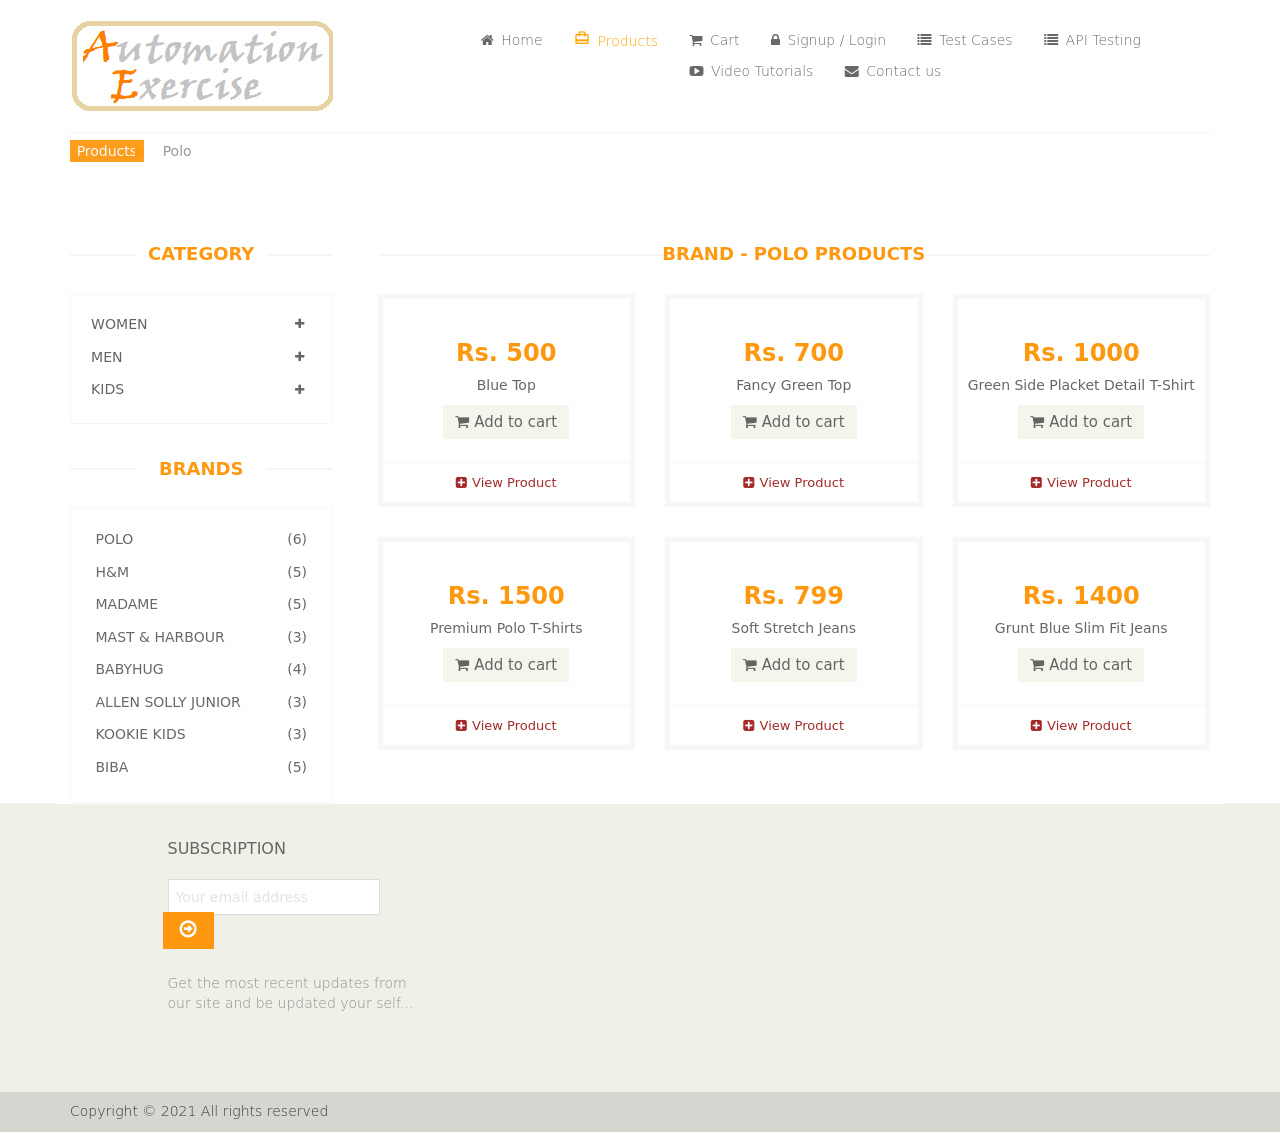 Automation
Exercise
Home Products Cart Signup / Login Test Cases API Testing
Video Tutorials Contact us
Products Polo
CATEGORY
WOMEN
MEN
KIDS
BRANDS
POLO (6)
H&M (5)
MADAME (5)
MAST & HARBOUR (3)
BABYHUG (4)
ALLEN SOLLY JUNIOR (3)
KOOKIE KIDS (3)
BIBA (5)
BRAND - POLO PRODUCTS
Rs. 500
Blue Top
Add to cart
View Product
Rs. 700
Fancy Green Top
Add to cart
View Product
Rs. 1000
Green Side Placket Detail T-Shirt
Add to cart
View Product
Rs. 1500
Premium Polo T-Shirts
Add to cart
View Product
Rs. 799
Soft Stretch Jeans
Add to cart
View Product
Rs. 1400
Grunt Blue Slim Fit Jeans
Add to cart
View Product
SUBSCRIPTION
Your email address
Get the most recent updates from
our site and be updated your self...
Copyright © 2021 All rights reserved